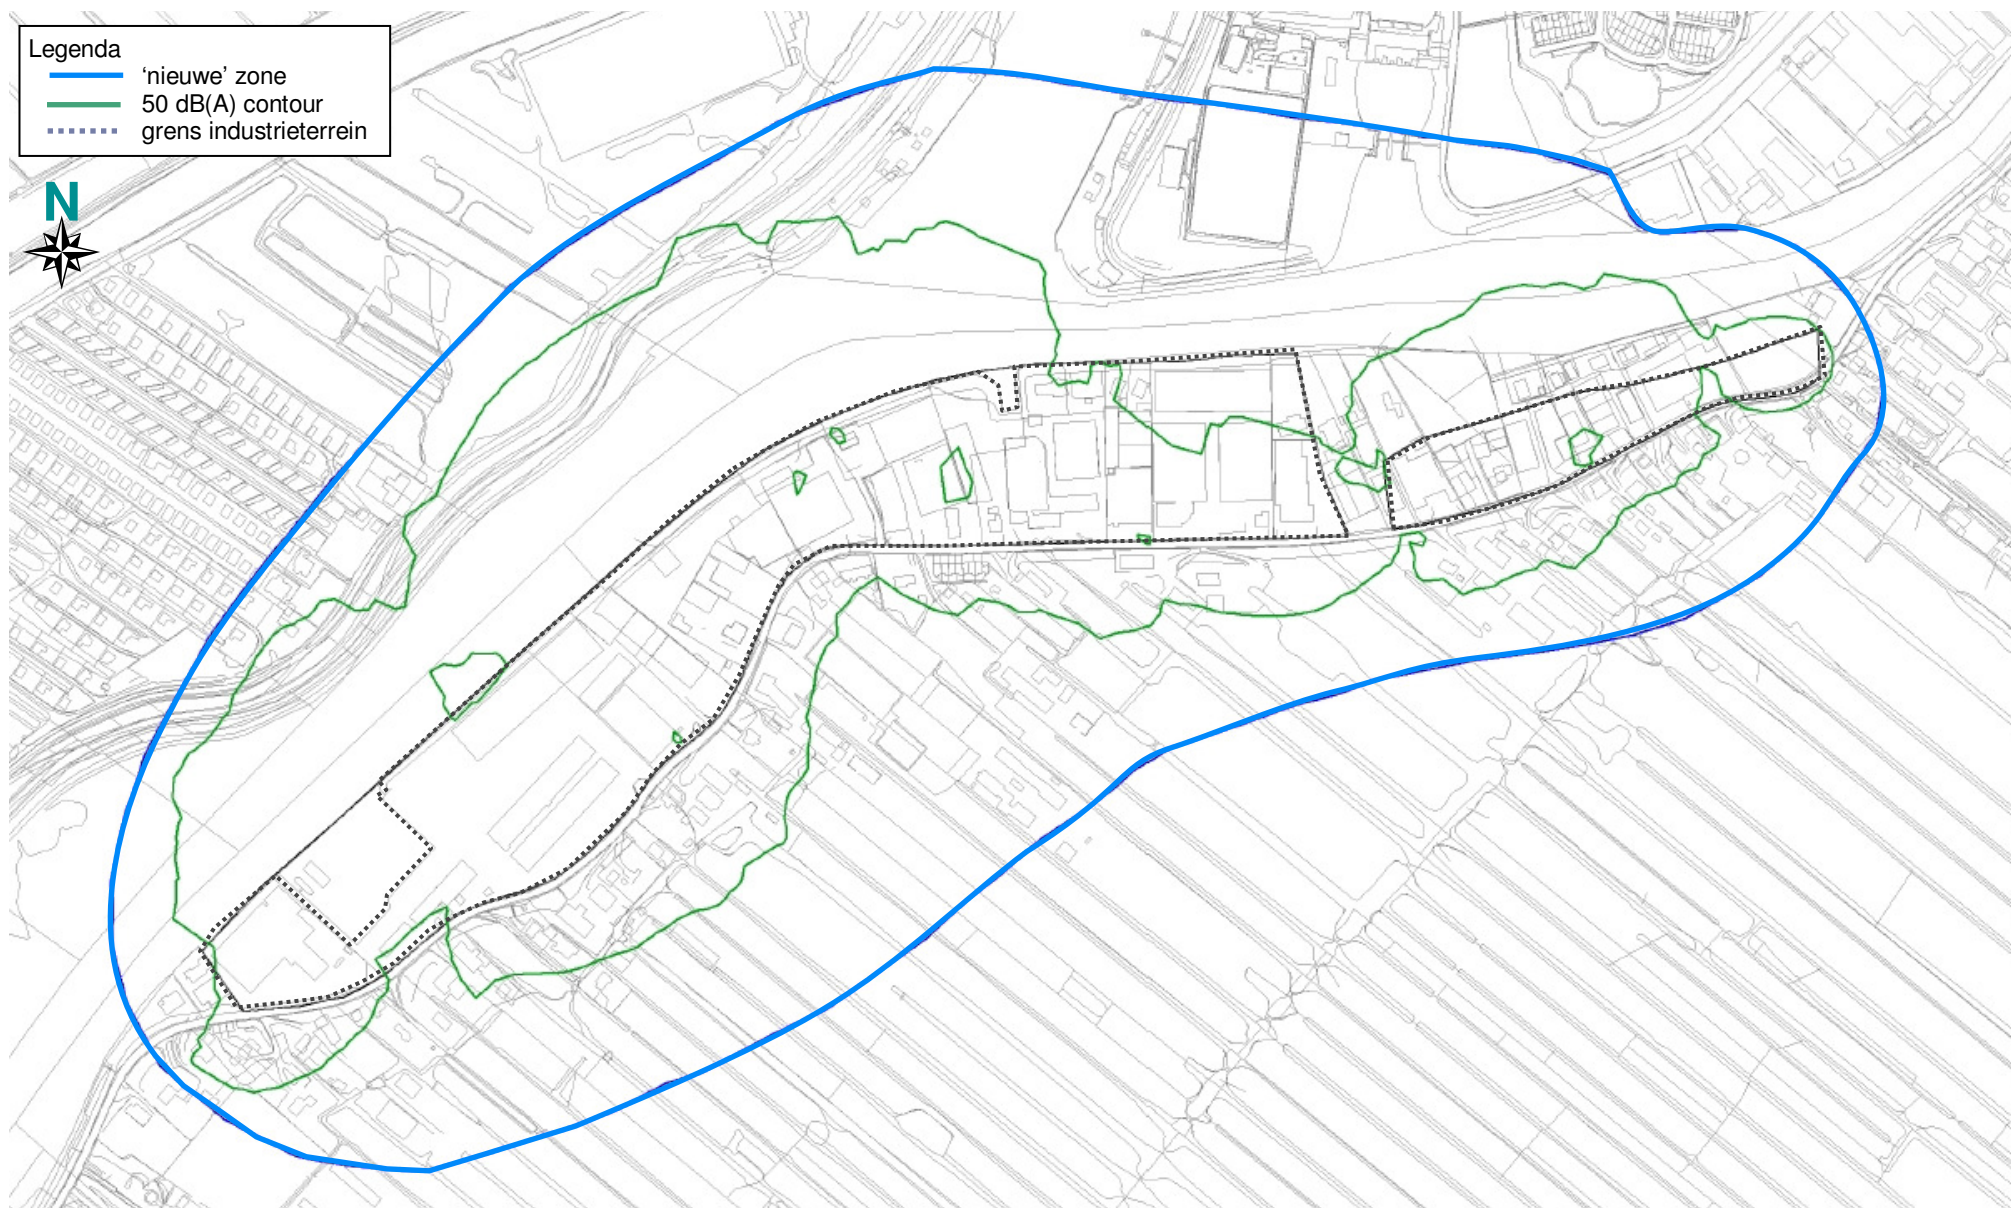 Legenda
‘nieuwe’ zone
50 dB(A) contour
grens industrieterrein
N